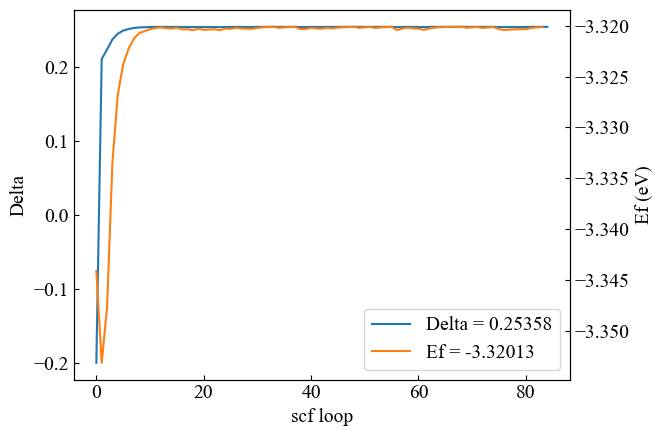 0.2
0.1
0.0
−0.1
−0.2
Delta
−3.320
−3.325
−3.330
−3.335
−3.340
−3.345
−3.350
Ef (eV)
Delta = 0.25358
Ef = -3.32013
0 20 40 60 80
scf loop